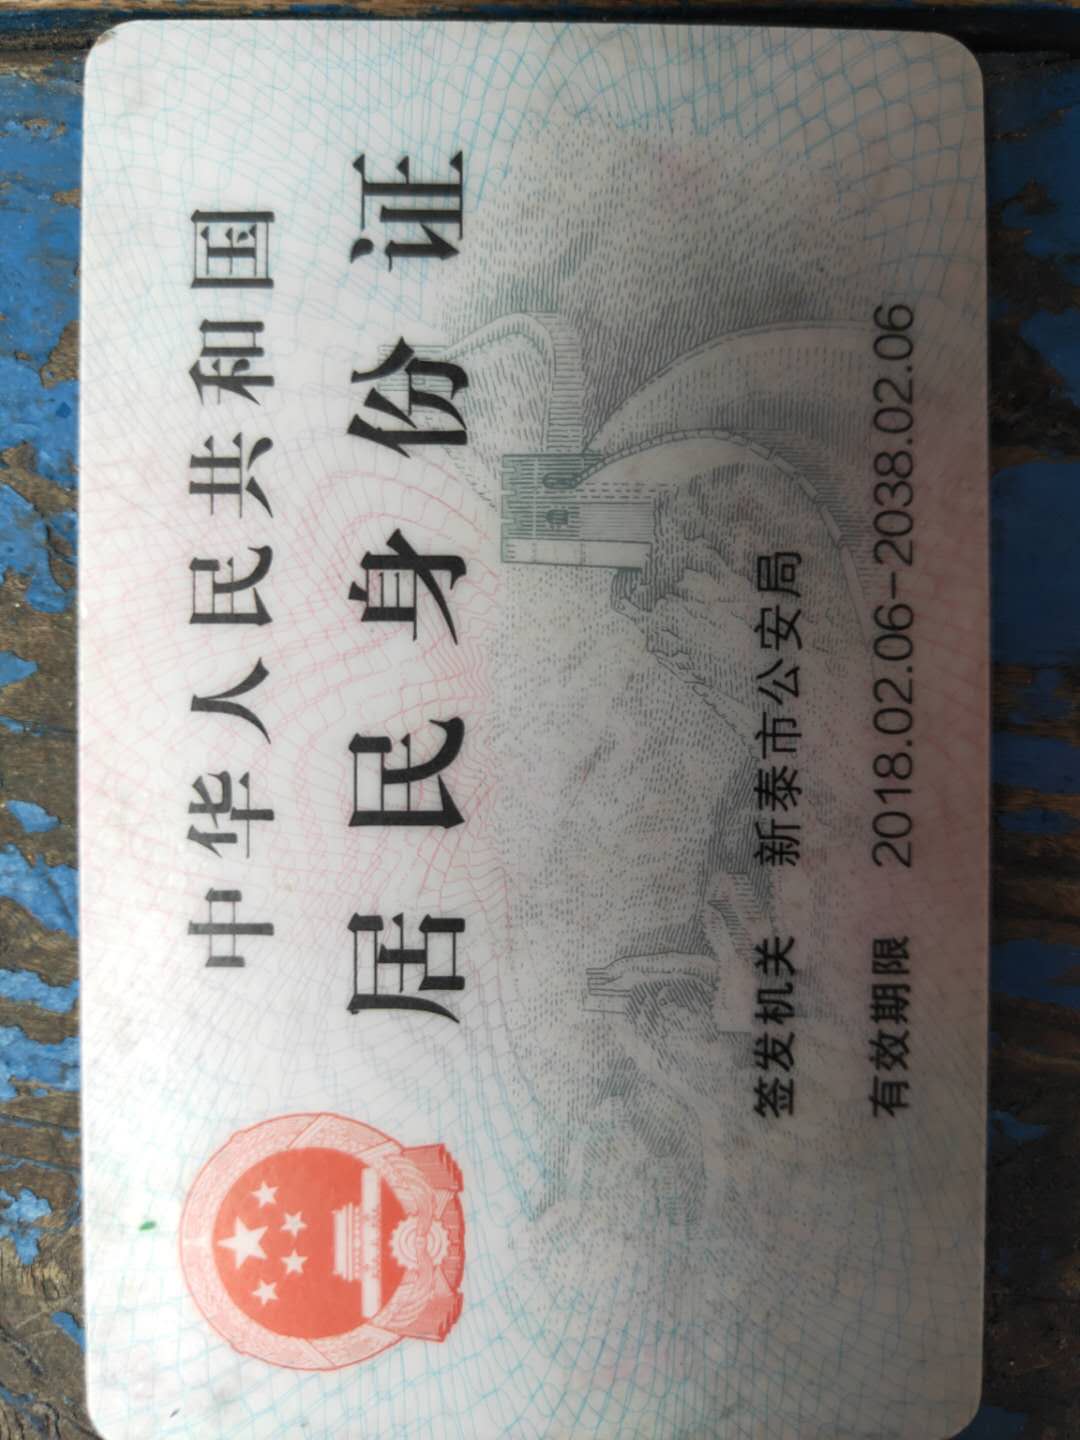 中华人民共和国
居民身份证
签发机关 新泰市公安局
有效期限 2018.02.06-2038.02.06